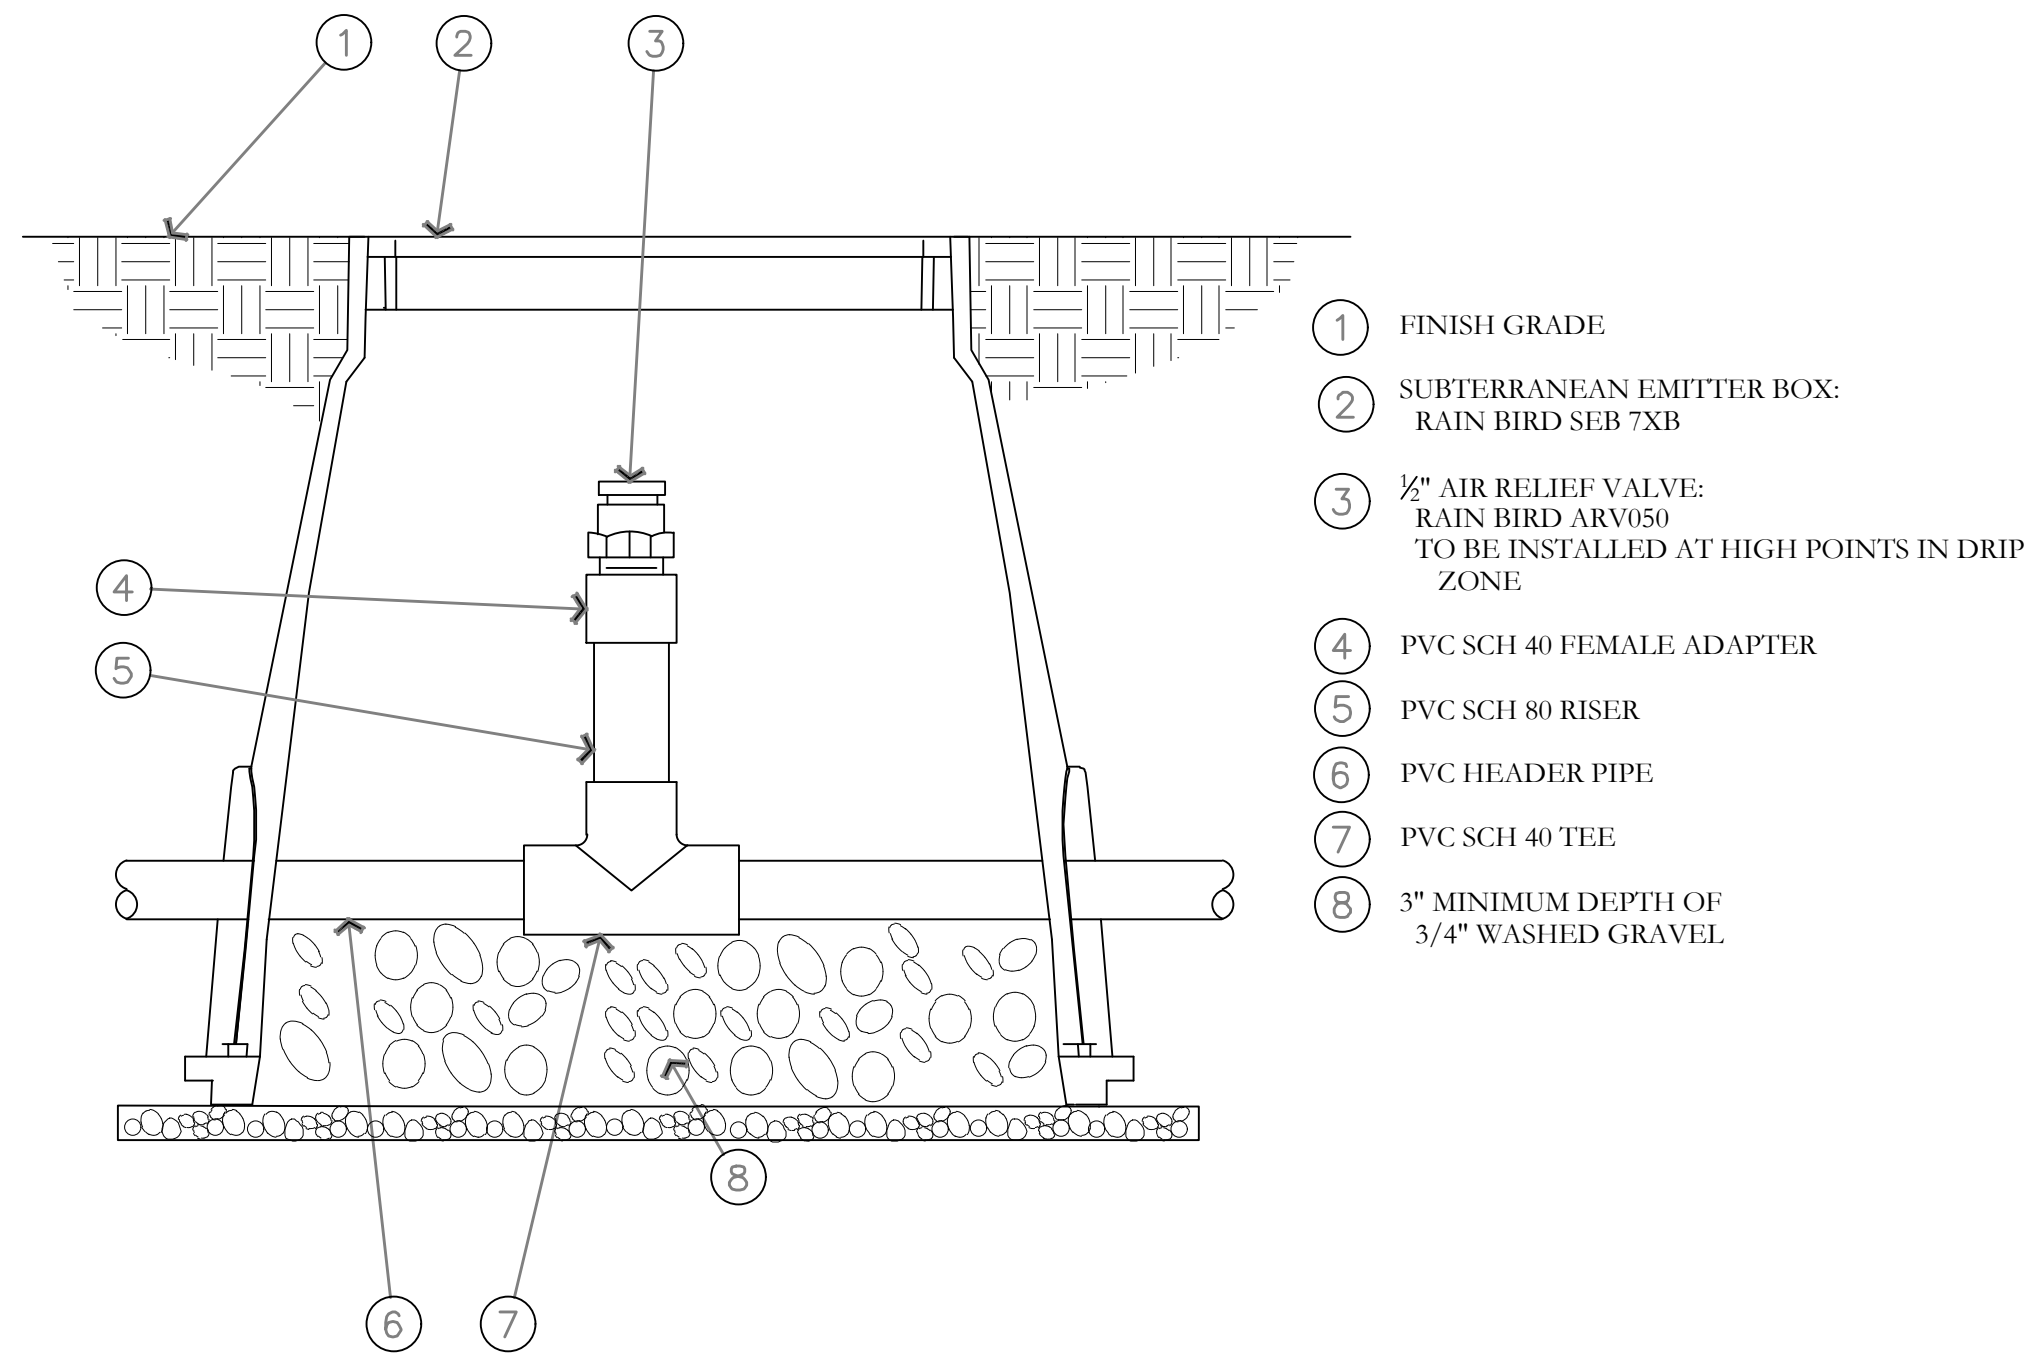 1 2 3
4
5
8
6 7
1 FINISH GRADE
2 SUBTERRANEAN EMITTER BOX:
RAIN BIRD SEB 7XB
3 ½" AIR RELIEF VALVE:
RAIN BIRD ARV050
TO BE INSTALLED AT HIGH POINTS IN DRIP
ZONE
4 PVC SCH 40 FEMALE ADAPTER
5 PVC SCH 80 RISER
6 PVC HEADER PIPE
7 PVC SCH 40 TEE
8 3" MINIMUM DEPTH OF
3/4" WASHED GRAVEL